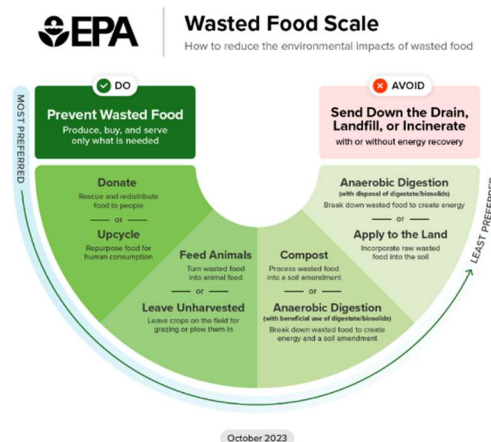 EPA
Wasted Food Scale
How to reduce the environmental impacts of wasted food
DO
Prevent Wasted Food
Produce, buy, and serve
only what is needed
AVOID
Send Down the Drain,
Landfill, or Incinerate
with or without energy recovery
MOST PREFERRED
Donate
Rescue and redistribute
food to people
or
Upcycle
Repurpose food for
human consumption
Feed Animals
Turn wasted food
into animal feed
or
Leave Unharvested
Leave crops on the field for
grazing or plow them in
Compost
Process wasted food
into a soil amendment
or
Anaerobic Digestion
(with beneficial use of digestate/biosolids)
Break down wasted food to create
energy and a soil amendment
Anaerobic Digestion
(with disposal of digestate/biosolids)
Break down wasted food to create energy
or
Apply to the Land
Incorporate raw wasted
food into the soil
LEAST PREFERRED
October 2023